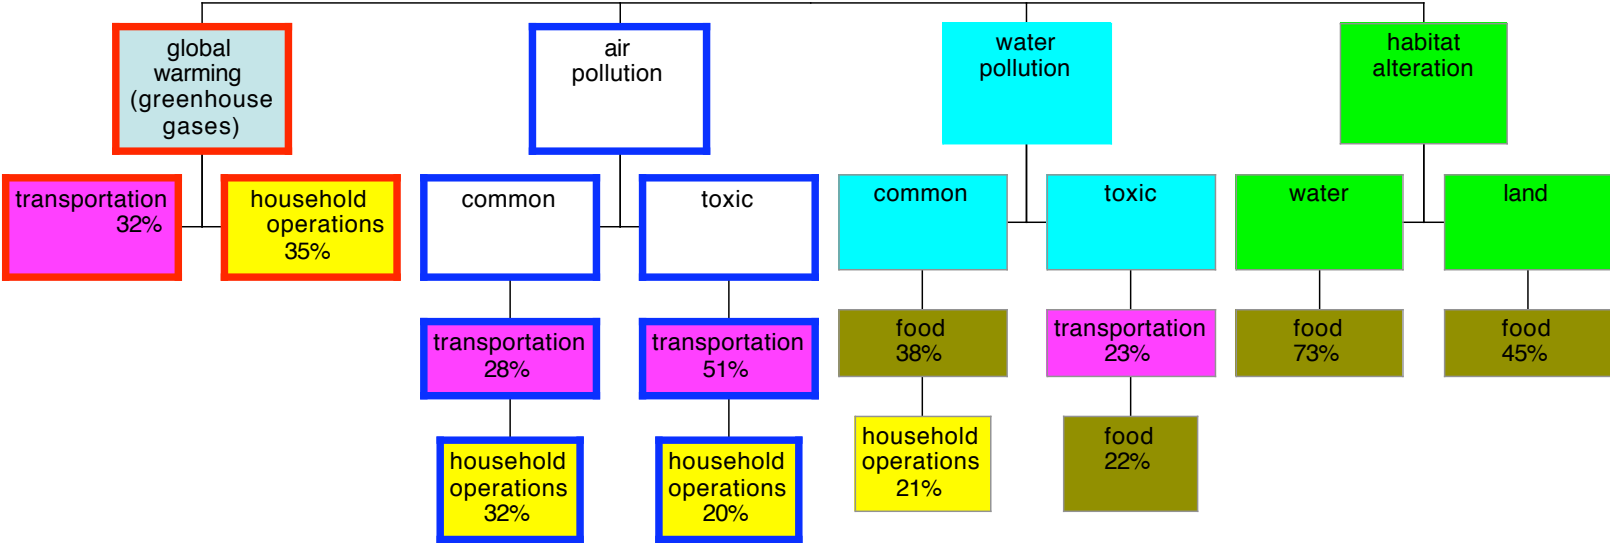 global
warming
(greenhouse
gases)
air
pollution
water
pollution
habitat
alteration
transportation
32%
household
operations
35%
common
toxic
common
toxic
water
land
transportation
28%
transportation
51%
food
38%
transportation
23%
food
73%
food
45%
household
operations
32%
household
operations
20%
household
operations
21%
food
22%